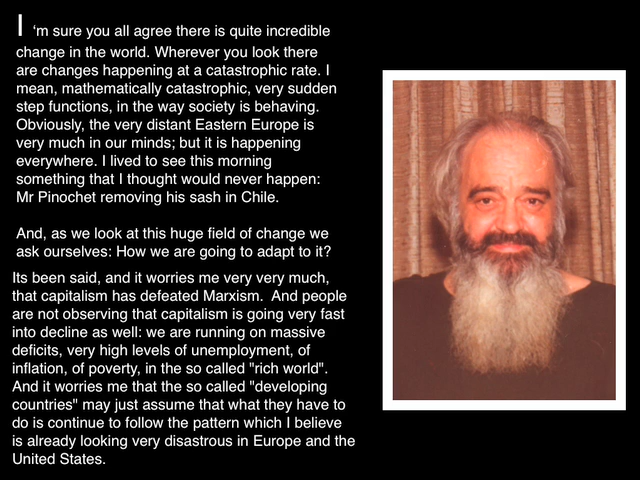 I 'm sure you all agree there is quite incredible
change in the world. Wherever you look there
are changes happening at a catastrophic rate. I
mean, mathematically catastrophic, very sudden
step functions, in the way society is behaving.
Obviously, the very distant Eastern Europe is
very much in our minds; but it is happening
everywhere. I lived to see this morning
something that I thought would never happen:
Mr Pinochet removing his sash in Chile.
And, as we look at this huge field of change we
ask ourselves: How we are going to adapt to it?
Its been said, and it worries me very very much,
that capitalism has defeated Marxism. And people
are not observing that capitalism is going very fast
into decline as well: we are running on massive
deficits, very high levels of unemployment, of
inflation, of poverty, in the so called "rich world".
And it worries me that the so called "developing
countries" may just assume that what they have to
do is continue to follow the pattern which I believe
is already looking very disastrous in Europe and the
United States.